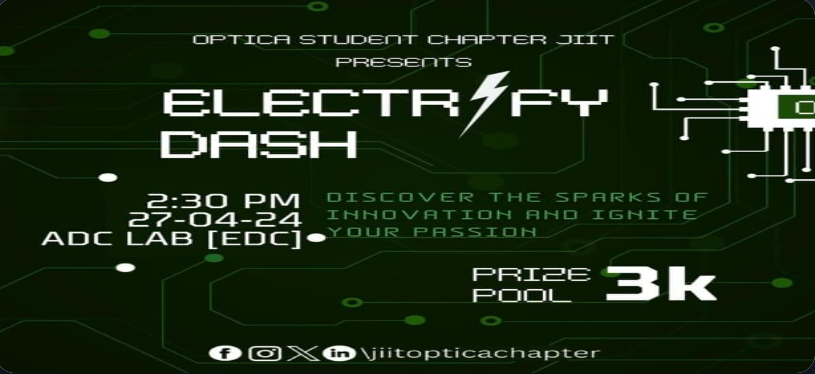 OPTICA STUDENT CHAPTER JIIT
PRESENTS
ELECTRIFY
DASH
2:30 PM
27-04-24
ADC LAB [EDC]
DISCOVER THE SPARKS OF
INNOVATION AND IGNITE
YOUR PASSION
PRIZE
POOL
3k
\jiitopticachapter